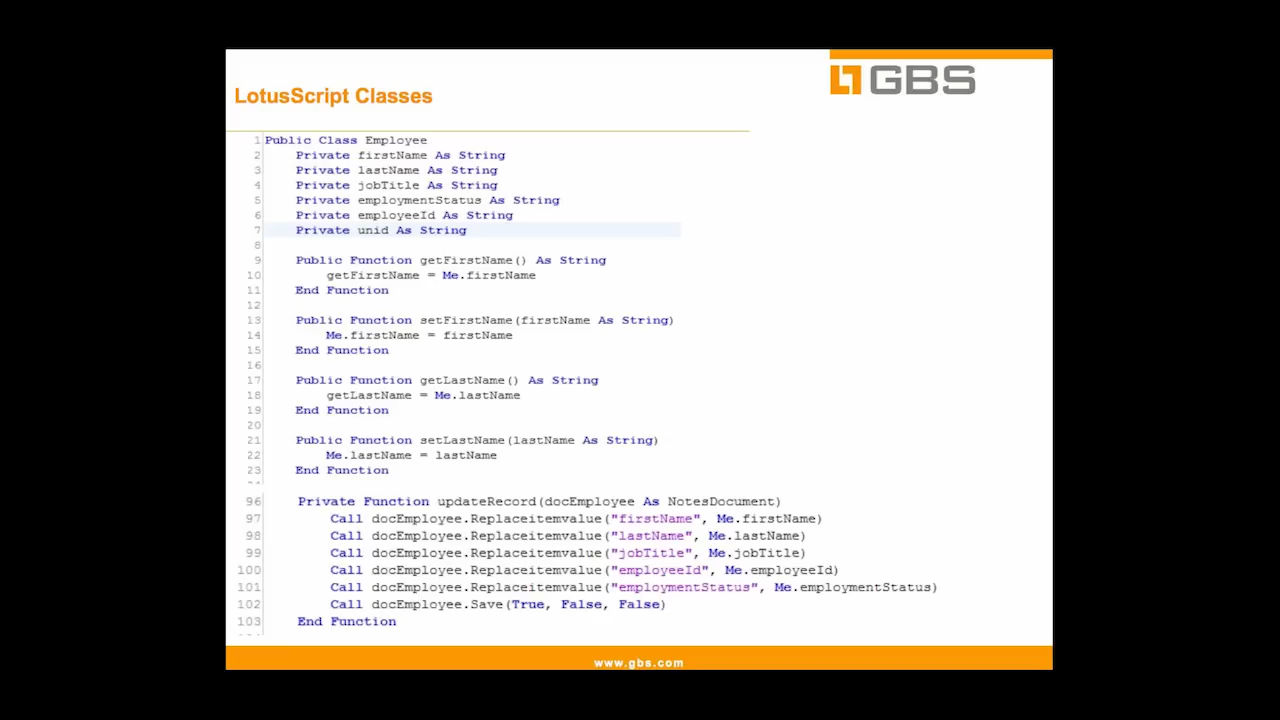 GBS
LotusScript Classes
1 Public Class Employee
2 Private firstName As String
3 Private lastName As String
4 Private jobTitle As String
5 Private employmentStatus As String
6 Private employeeId As String
7 Private unid As String
8
9 Public Function getFirstName() As String
10 getFirstName = Me.firstName
11 End Function
12
13 Public Function setFirstName(firstName As String)
14 Me.firstName = firstName
15 End Function
16
17 Public Function getLastName() As String
18 getLastName = Me.lastName
19 End Function
20
21 Public Function setLastName(lastName As String)
22 Me.lastName = lastName
23 End Function
96 Private Function updateRecord(docEmployee As NotesDocument)
97 Call docEmployee.Replaceitemvalue("firstName", Me.firstName)
98 Call docEmployee.Replaceitemvalue("lastName", Me.lastName)
99 Call docEmployee.Replaceitemvalue("jobTitle", Me.jobTitle)
100 Call docEmployee.Replaceitemvalue("employeeId", Me.employeeId)
101 Call docEmployee.Replaceitemvalue("employmentStatus", Me.employmentStatus)
102 Call docEmployee.Save(True, False, False)
103 End Function
www.gbs.com